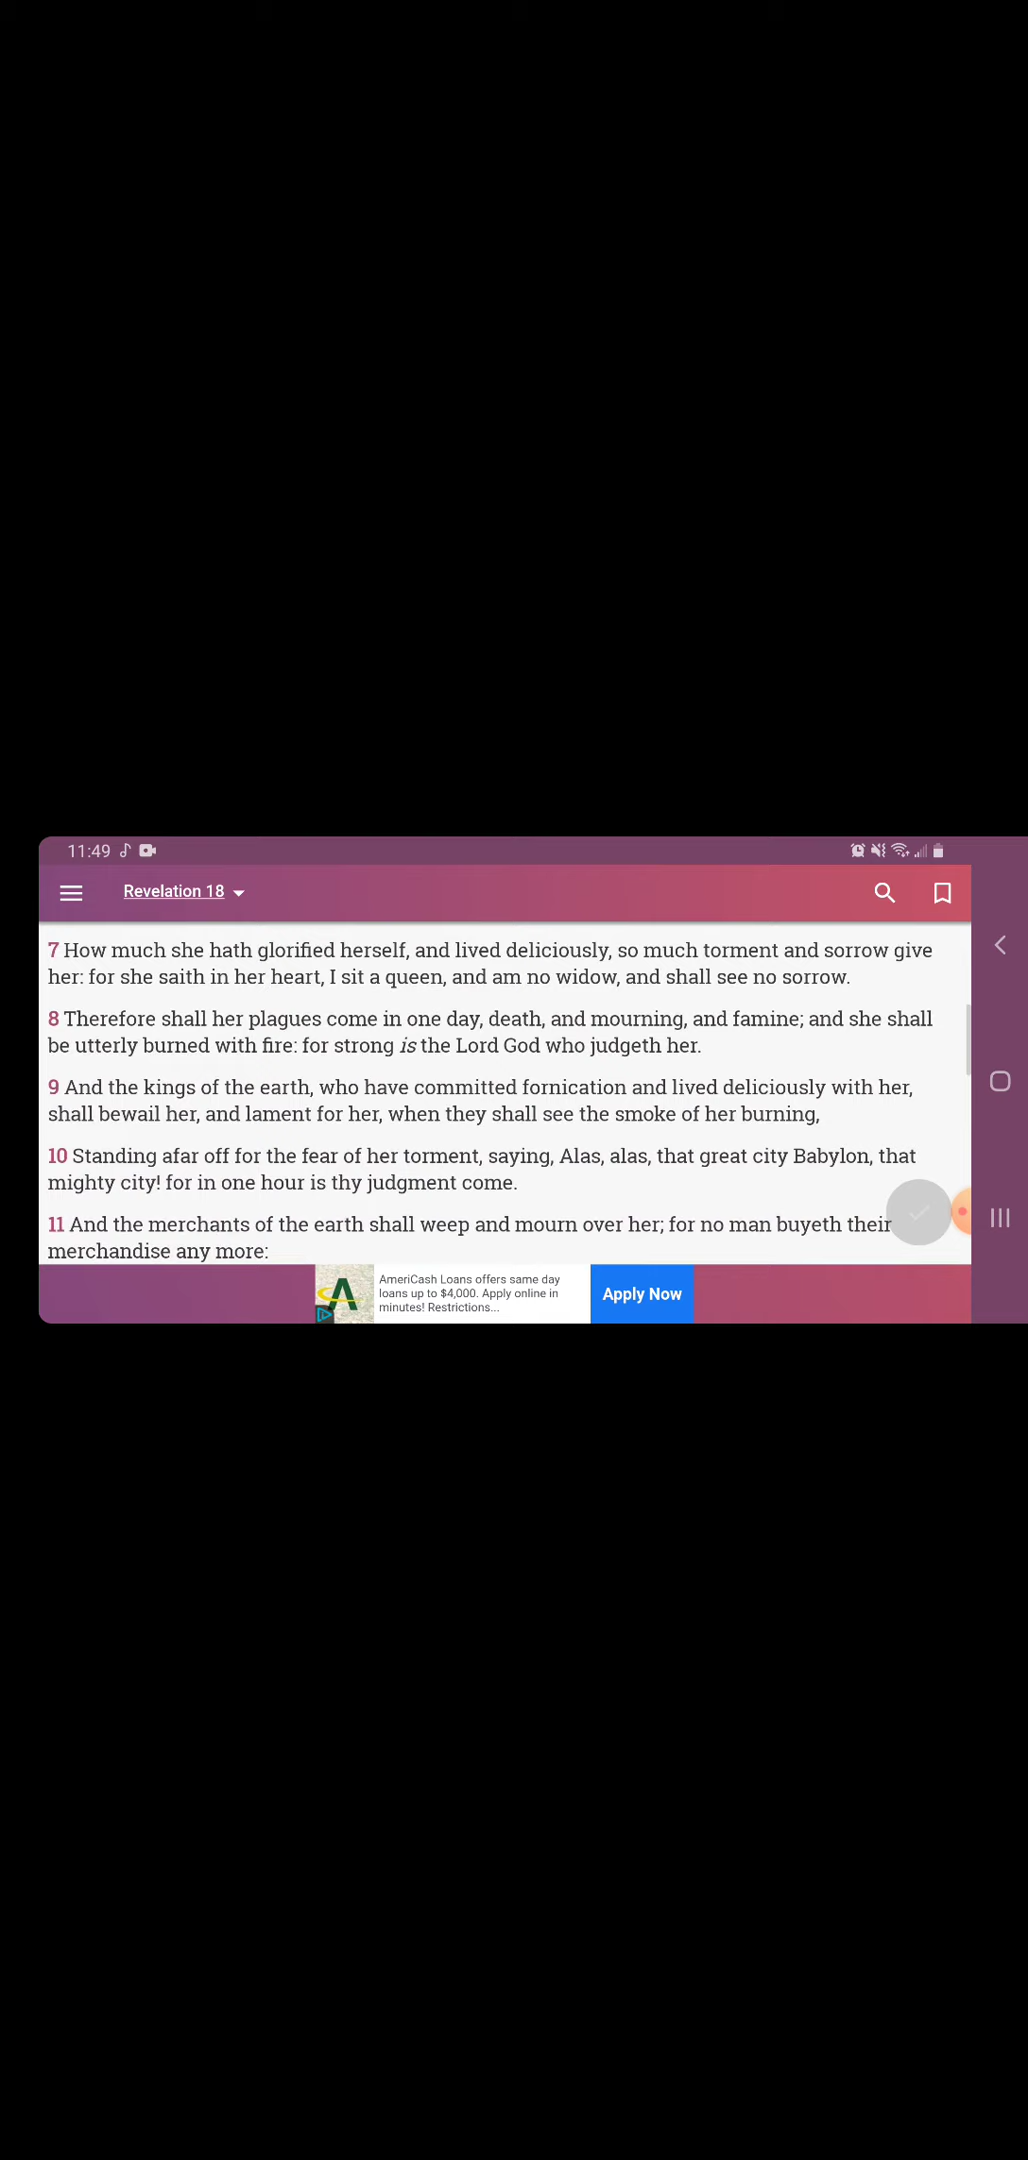 11:49
Revelation 18
7 How much she hath glorified herself, and lived deliciously, so much torment and sorrow give
her: for she saith in her heart, I sit a queen, and am no widow, and shall see no sorrow.
8 Therefore shall her plagues come in one day, death, and mourning, and famine; and she shall
be utterly burned with fire: for strong is the Lord God who judgeth her.
9 And the kings of the earth, who have committed fornication and lived deliciously with her,
shall bewail her, and lament for her, when they shall see the smoke of her burning,
10 Standing afar off for the fear of her torment, saying, Alas, alas, that great city Babylon, that
mighty city! for in one hour is thy judgment come.
11 And the merchants of the earth shall weep and mourn over her; for no man buyeth their
merchandise any more:
AmeriCash Loans offers same day
loans up to $4,000. Apply online in
minutes! Restrictions...
Apply Now